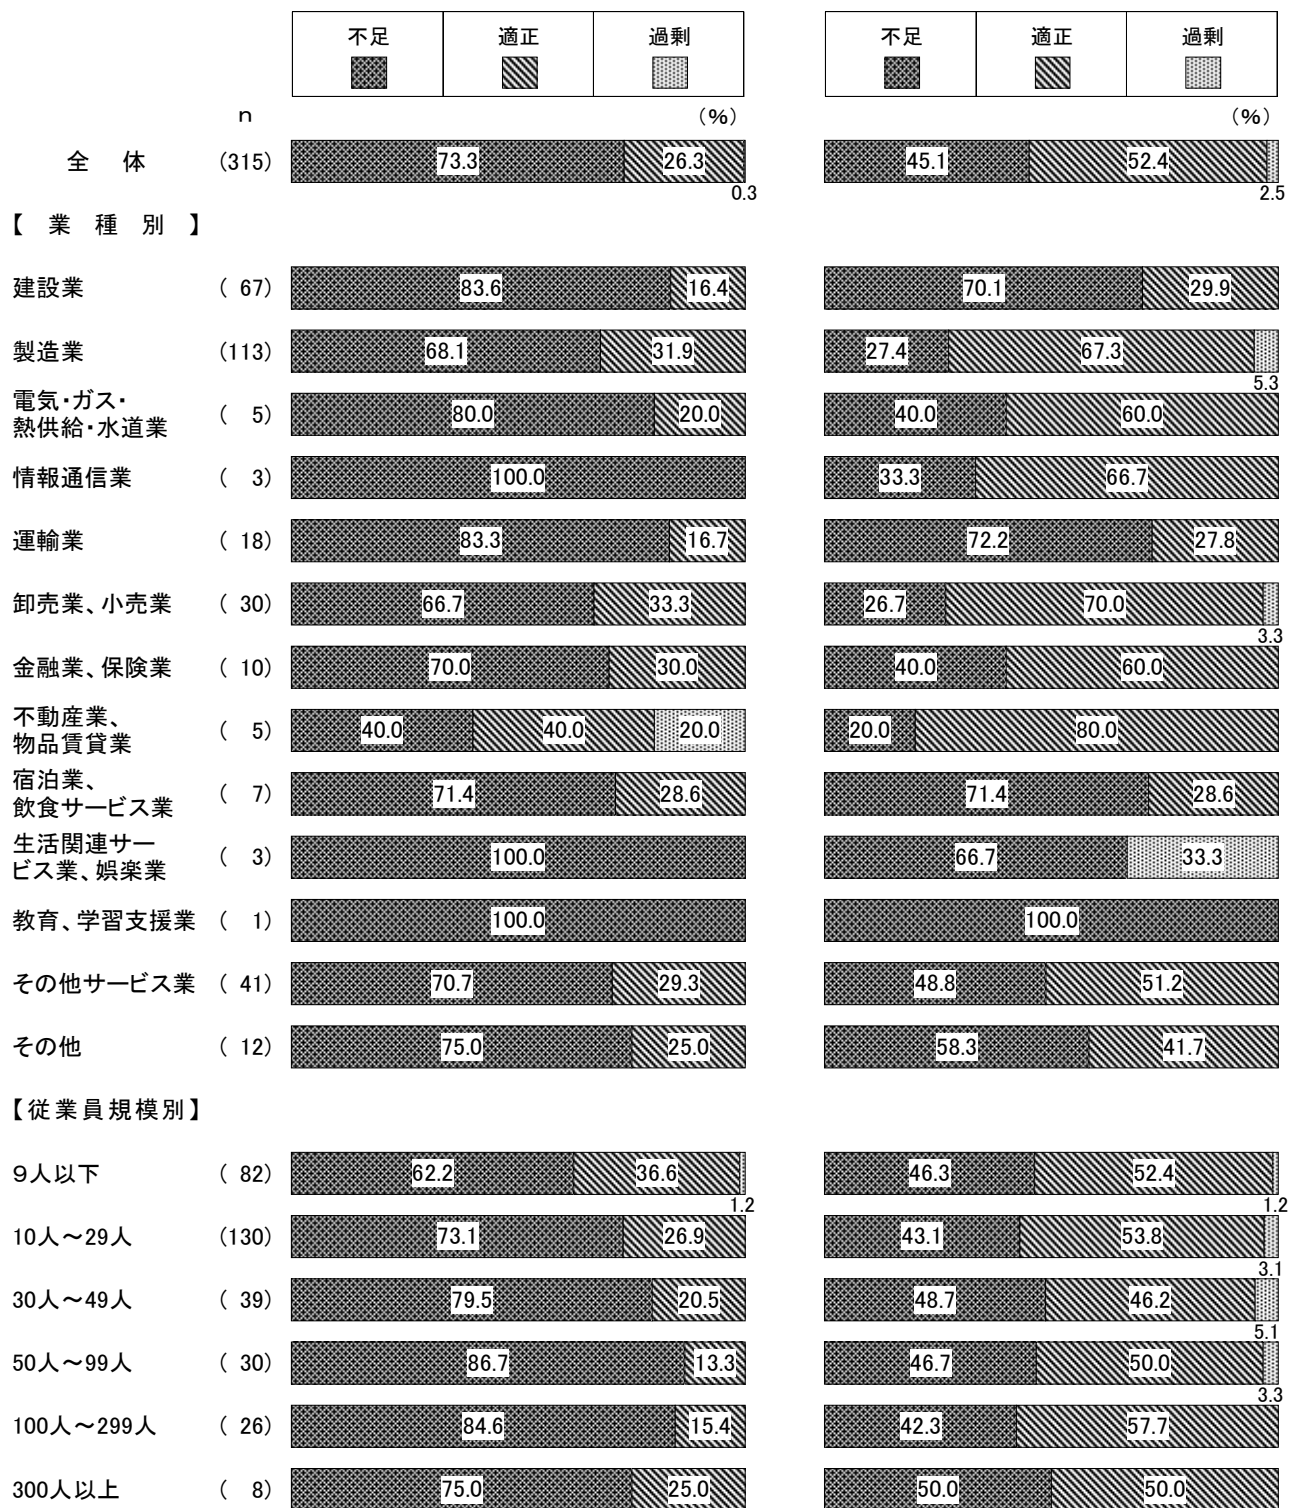 不足 適正 過剰 不足 適正 過剰
n (%) (%)
全 体 (315) 73.3 26.3 45.1 52.4
0.3 2.5
【 業 種 別 】
建設業 ( 67) 83.6 16.4 70.1 29.9
製造業 (113) 68.1 31.9 27.4 67.3
5.3
電気・ガス・
熱供給・水道業 ( 5) 80.0 20.0 40.0 60.0
情報通信業 ( 3) 100.0 33.3 66.7
運輸業 ( 18) 83.3 16.7 72.2 27.8
卸売業、小売業 ( 30) 66.7 33.3 26.7 70.0
3.3
金融業、保険業 ( 10) 70.0 30.0 40.0 60.0
不動産業、
物品賃貸業 ( 5) 40.0 40.0 20.0 20.0 80.0
宿泊業、
飲食サービス業 ( 7) 71.4 28.6 71.4 28.6
生活関連サー
ビス業、娯楽業 ( 3) 100.0 66.7 33.3
教育、学習支援業 ( 1) 100.0 100.0
その他サービス業 ( 41) 70.7 29.3 48.8 51.2
その他 ( 12) 75.0 25.0 58.3 41.7
【従業員規模別】
9人以下 ( 82) 62.2 36.6 46.3 52.4
1.2 1.2
10人～29人 (130) 73.1 26.9 43.1 53.8
3.1
30人～49人 ( 39) 79.5 20.5 48.7 46.2
5.1
50人～99人 ( 30) 86.7 13.3 46.7 50.0
3.3
100人～299人 ( 26) 84.6 15.4 42.3 57.7
300人以上 ( 8) 75.0 25.0 50.0 50.0